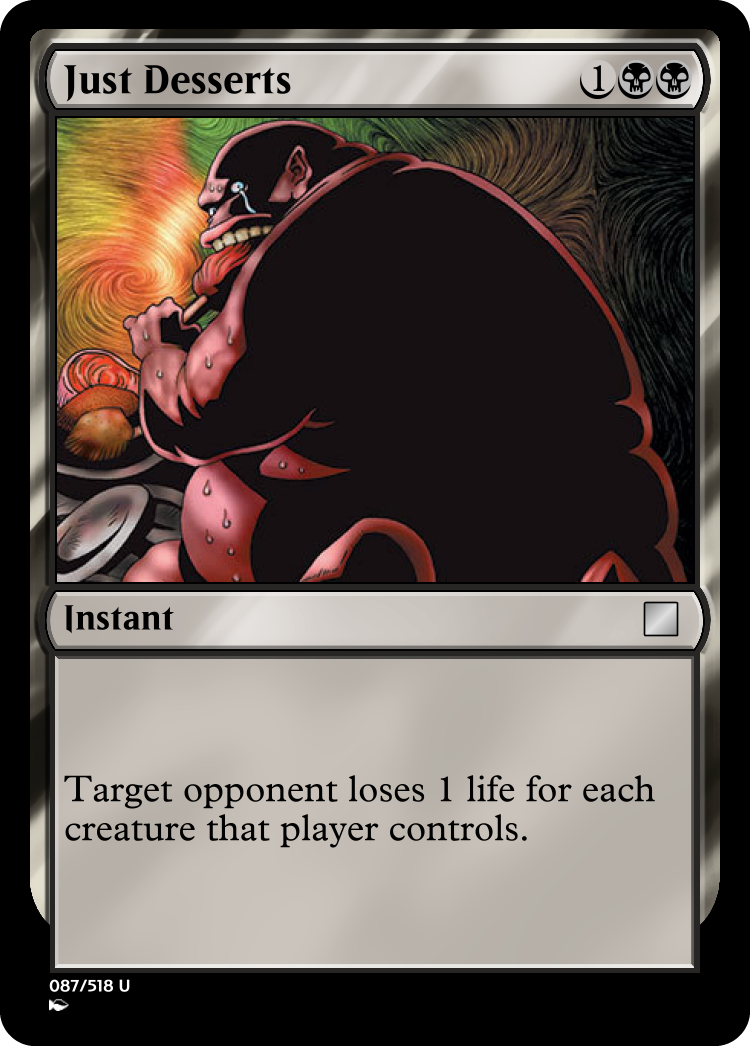 Just Desserts 1
Instant
Target opponent loses 1 life for each
creature that player controls.
087/518 U